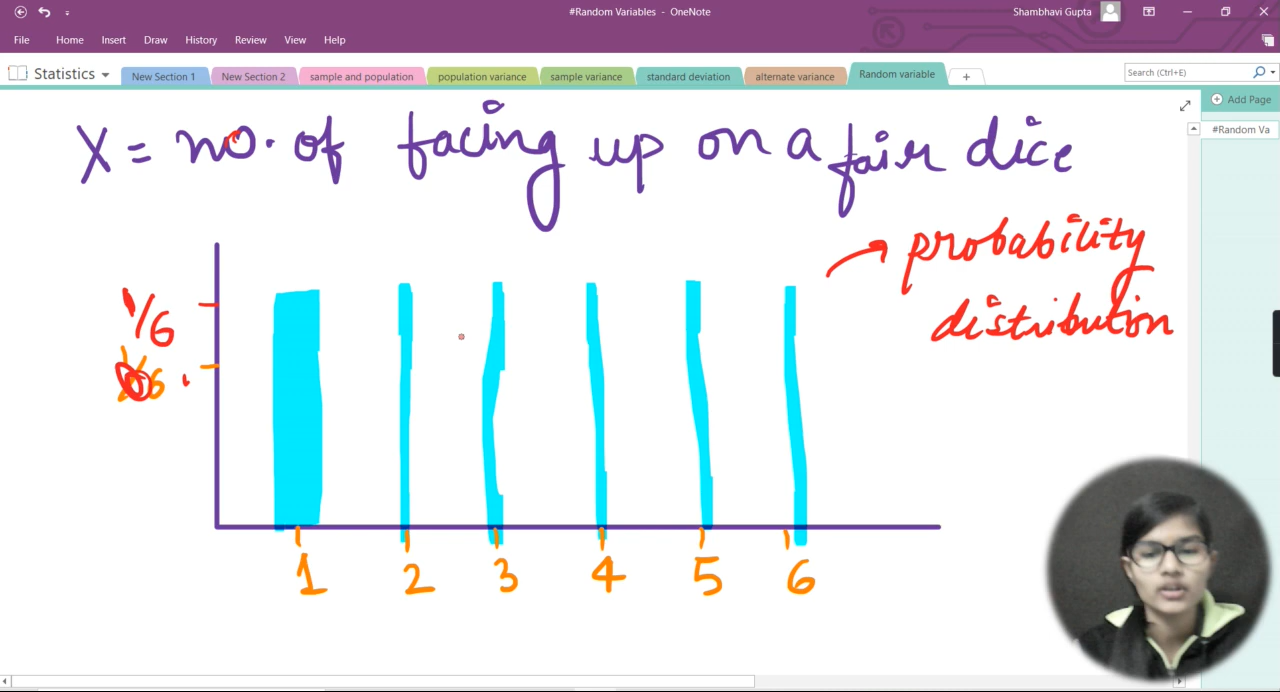 #Random Variables - OneNote
Shambhavi Gupta
File Home Insert Draw History Review View Help
Statistics
New Section 1
New Section 2
sample and population
population variance
sample variance
standard deviation
alternate variance
Random variable
Search (Ctrl+E)
Add Page
#Random Va
X = no. of facing up on a fair dice
probability
distribution
1/6
1 2 3 4 5 6